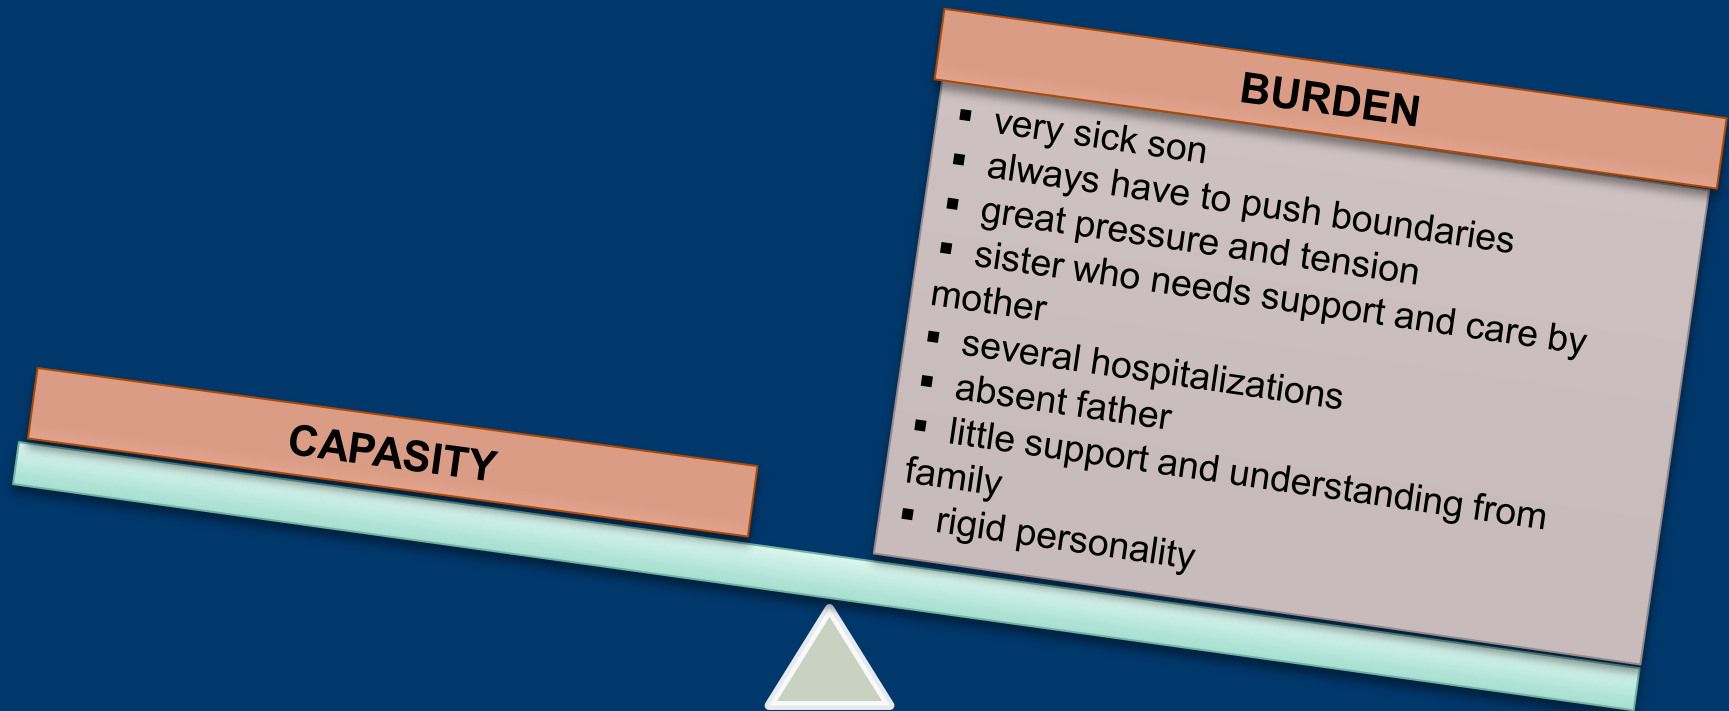 BURDEN
▪ very sick son
▪ always have to push boundaries
▪ great pressure and tension
▪ sister who needs support and care by
mother
▪ several hospitalizations
▪ absent father
▪ little support and understanding from
family
▪ rigid personality
CAPASITY